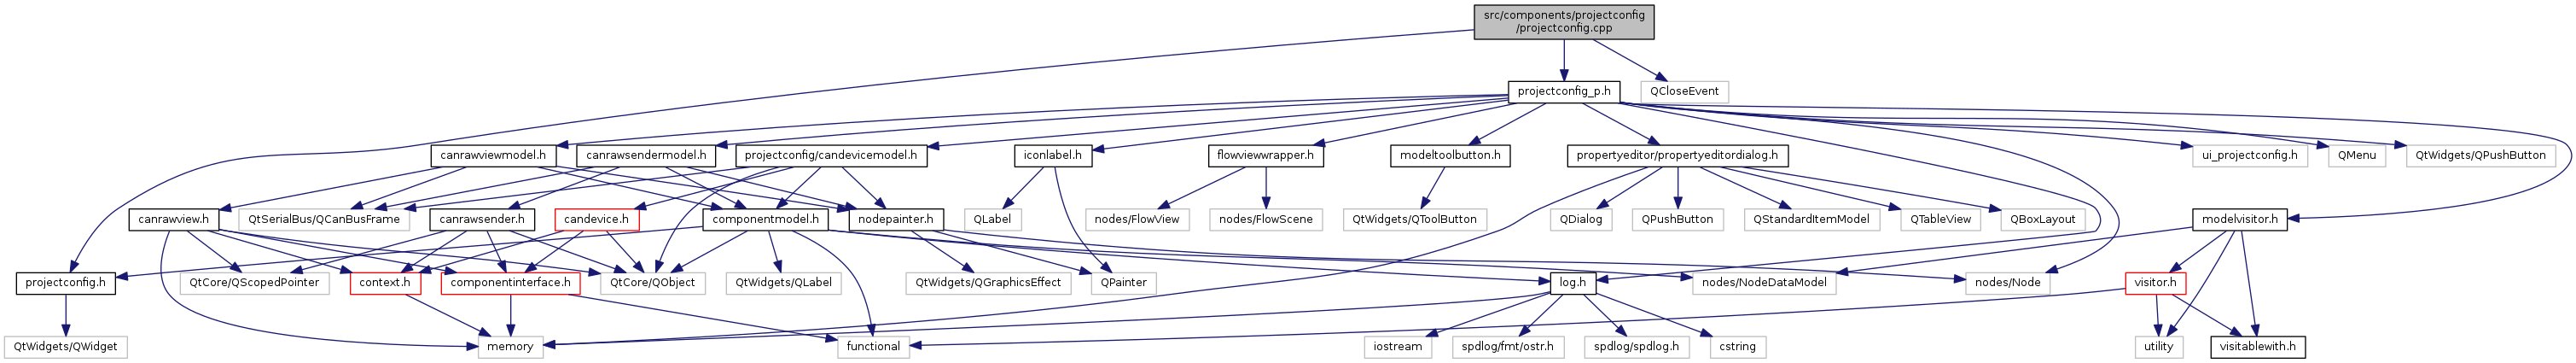 src/components/projectconfig
/projectconfig.cpp
projectconfig_p.h
QCloseEvent
canrawviewmodel.h
canrawsendermodel.h
projectconfig/candevicemodel.h
iconlabel.h
flowviewwrapper.h
modeltoolbutton.h
propertyeditor/propertyeditordialog.h
ui_projectconfig.h
QMenu
QtWidgets/QPushButton
canrawview.h
QtSerialBus/QCanBusFrame
canrawsender.h
candevice.h
componentmodel.h
nodepainter.h
QLabel
nodes/FlowView
nodes/FlowScene
QtWidgets/QToolButton
QDialog
QPushButton
QStandardItemModel
QTableView
QBoxLayout
modelvisitor.h
projectconfig.h
QtCore/QScopedPointer
context.h
componentinterface.h
QtCore/QObject
QtWidgets/QLabel
QtWidgets/QGraphicsEffect
QPainter
log.h
nodes/NodeDataModel
nodes/Node
visitor.h
QtWidgets/QWidget
memory
functional
iostream
spdlog/fmt/ostr.h
spdlog/spdlog.h
cstring
utility
visitablewith.h